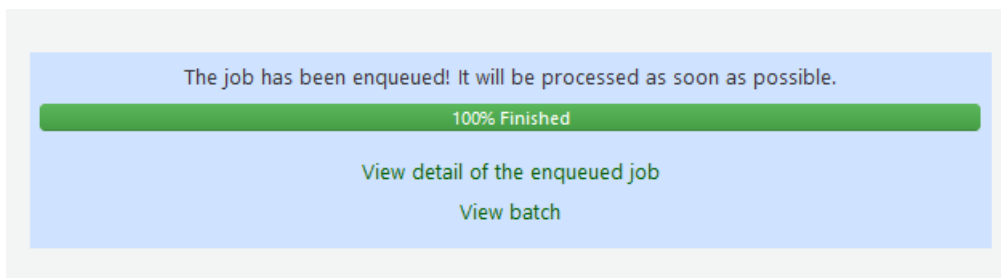 The job has been enqueued! It will be processed as soon as possible.
100% Finished
View detail of the enqueued job
View batch